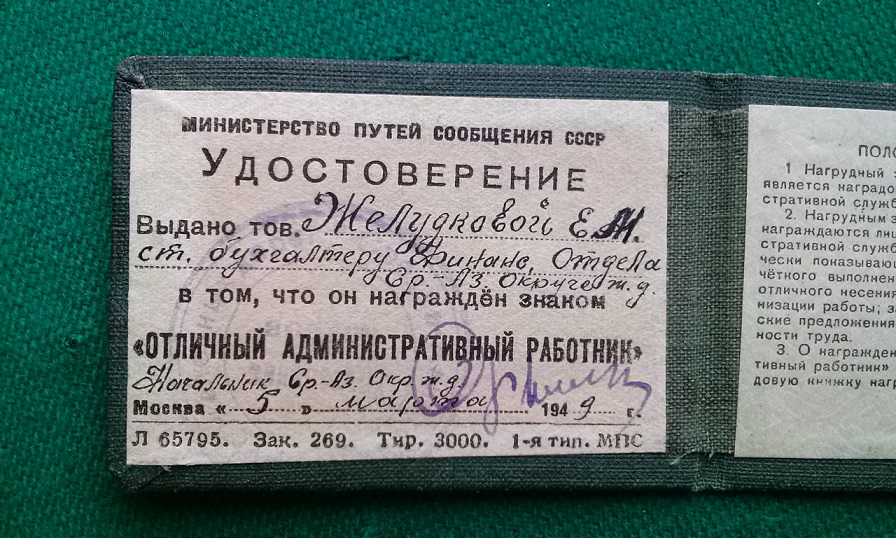 МИНИСТЕРСТВО ПУТЕЙ СООБЩЕНИЯ СССР
УДОСТОВЕРЕНИЕ
Выдано тов. Желудковой Е.
ст. бухгалтеру Финанс. Отдела
Ср.-Аз. Округа ж. д.
в том, что он награждён знаком
«ОТЛИЧНЫЙ АДМИНИСТРАТИВНЫЙ РАБОТНИК»
Начальник Ср-Аз. Окр. ж. д.
Москва «5» марта 1949 г.
Л 65795. Зак. 269. Тир. 3000. 1-я тип. МПС
ПОЛО
1 Нагрудный з
является наградо
стративной служб
2. Нагрудным з
награждаются лиц
стративной служб
чески показываю
чёткого выполнен
отличного несения
низации работы; за
ские предложения
ности труда.
3. О награжден
тивный работник»
довую книжку нагр